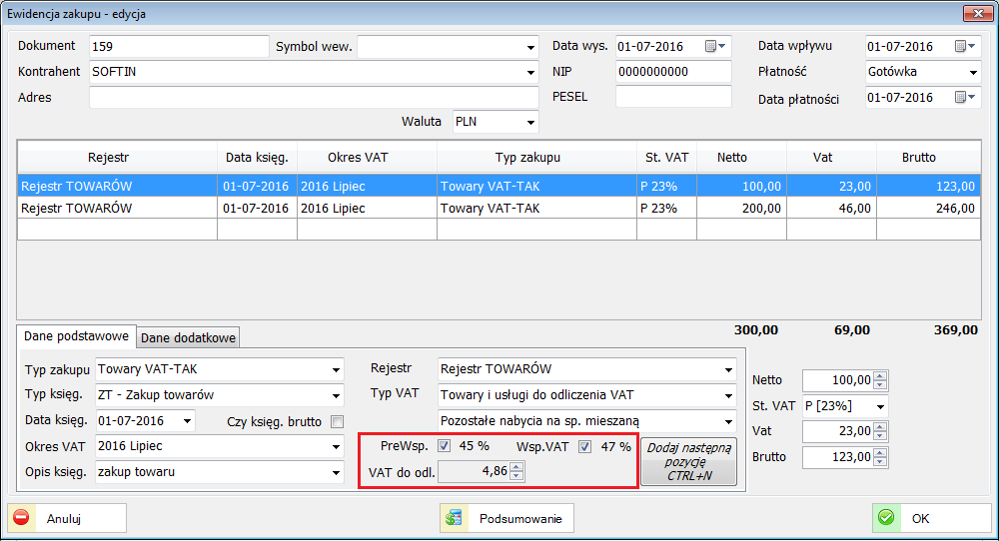 Ewidencja zakupu - edycja
Dokument 159 Symbol wew. Data wys. 01-07-2016 Data wpływu 01-07-2016
Kontrahent SOFTIN NIP 0000000000 Płatność Gotówka
Adres PESEL Data płatności 01-07-2016
Waluta PLN
Rejestr Data księg. Okres VAT Typ zakupu St. VAT Netto Vat Brutto
Rejestr TOWARÓW 01-07-2016 2016 Lipiec Towary VAT-TAK P 23% 100,00 23,00 123,00
Rejestr TOWARÓW 01-07-2016 2016 Lipiec Towary VAT-TAK P 23% 200,00 46,00 246,00
300,00 69,00 369,00
Dane podstawowe Dane dodatkowe
Typ zakupu Towary VAT-TAK Rejestr Rejestr TOWARÓW Netto 100,00
Typ księg. ZT - Zakup towarów Typ VAT Towary i usługi do odliczenia VAT St. VAT P [23%]
Data księg. 01-07-2016 Czy księg. brutto Pozostałe nabycia na sp. mieszaną Vat 23,00
Okres VAT 2016 Lipiec PreWsp. 45 % Wsp.VAT 47 % Brutto 123,00
Opis księg. zakup towaru VAT do odl. 4,86
Dodaj następną
pozycję
CTRL+N
Anuluj Podsumowanie OK